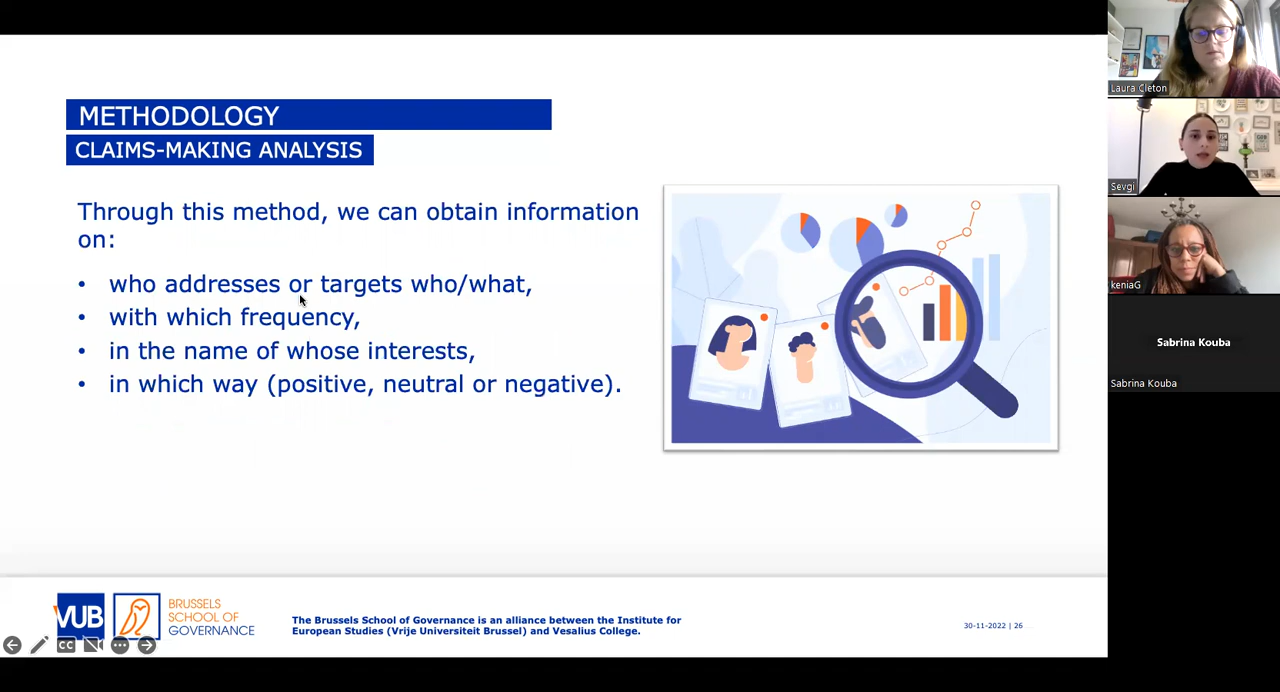 METHODOLOGY
CLAIMS-MAKING ANALYSIS
Through this method, we can obtain information
on:
• who addresses or targets who/what,
• with which frequency,
• in the name of whose interests,
• in which way (positive, neutral or negative).
VUB
BRUSSELS
SCHOOL OF
GOVERNANCE
The Brussels School of Governance is an alliance between the Institute for
European Studies (Vrije Universiteit Brussel) and Vesalius College.
30-11-2022 | 26
CC
Laura Cleton
Sevgi
keniaG
Sabrina Kouba
Sabrina Kouba